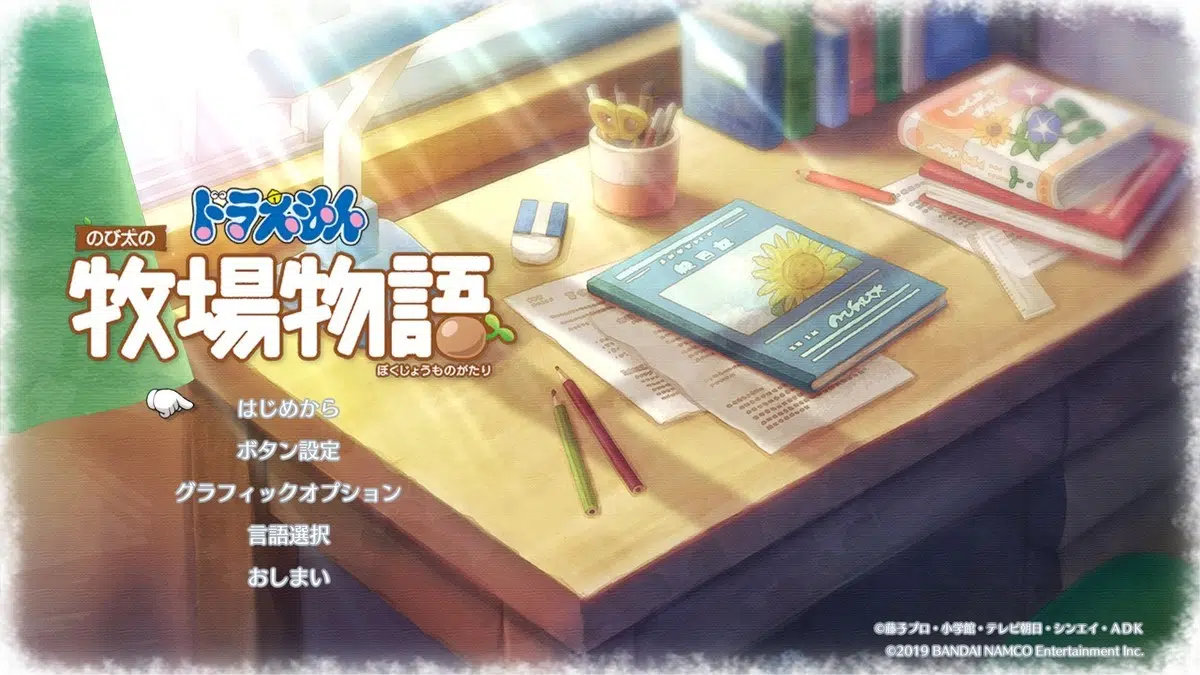 ドラえもん
のび太の
牧場物語
ぼくじょうものがたり
はじめから
ボタン設定
グラフィックオプション
言語選択
おしまい
©藤子プロ・小学館・テレビ朝日・シンエイ・ADK
©2019 BANDAI NAMCO Entertainment Inc.